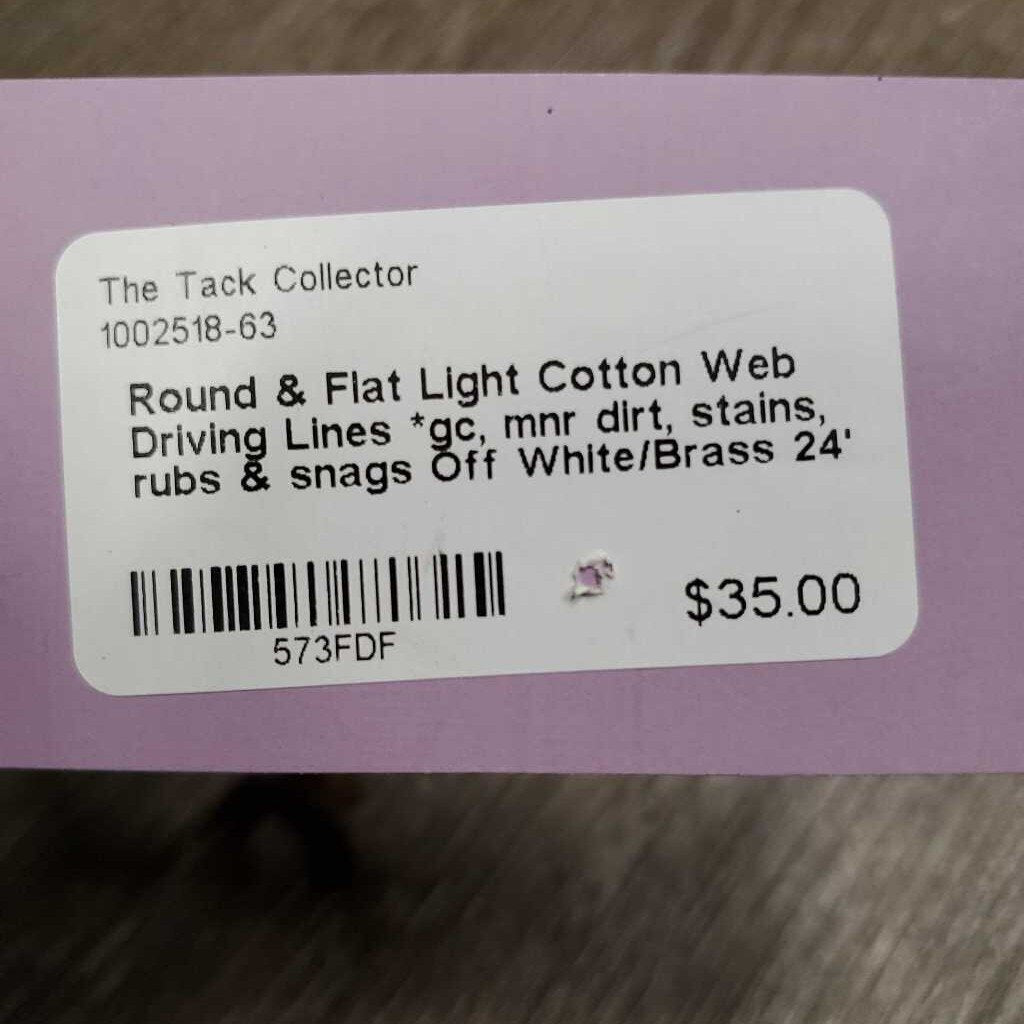 The Tack Collector
1002518-63
Round & Flat Light Cotton Web
Driving Lines *gc, mnr dirt, stains,
rubs & snags Off White/Brass 24'
573FDF
$35.00